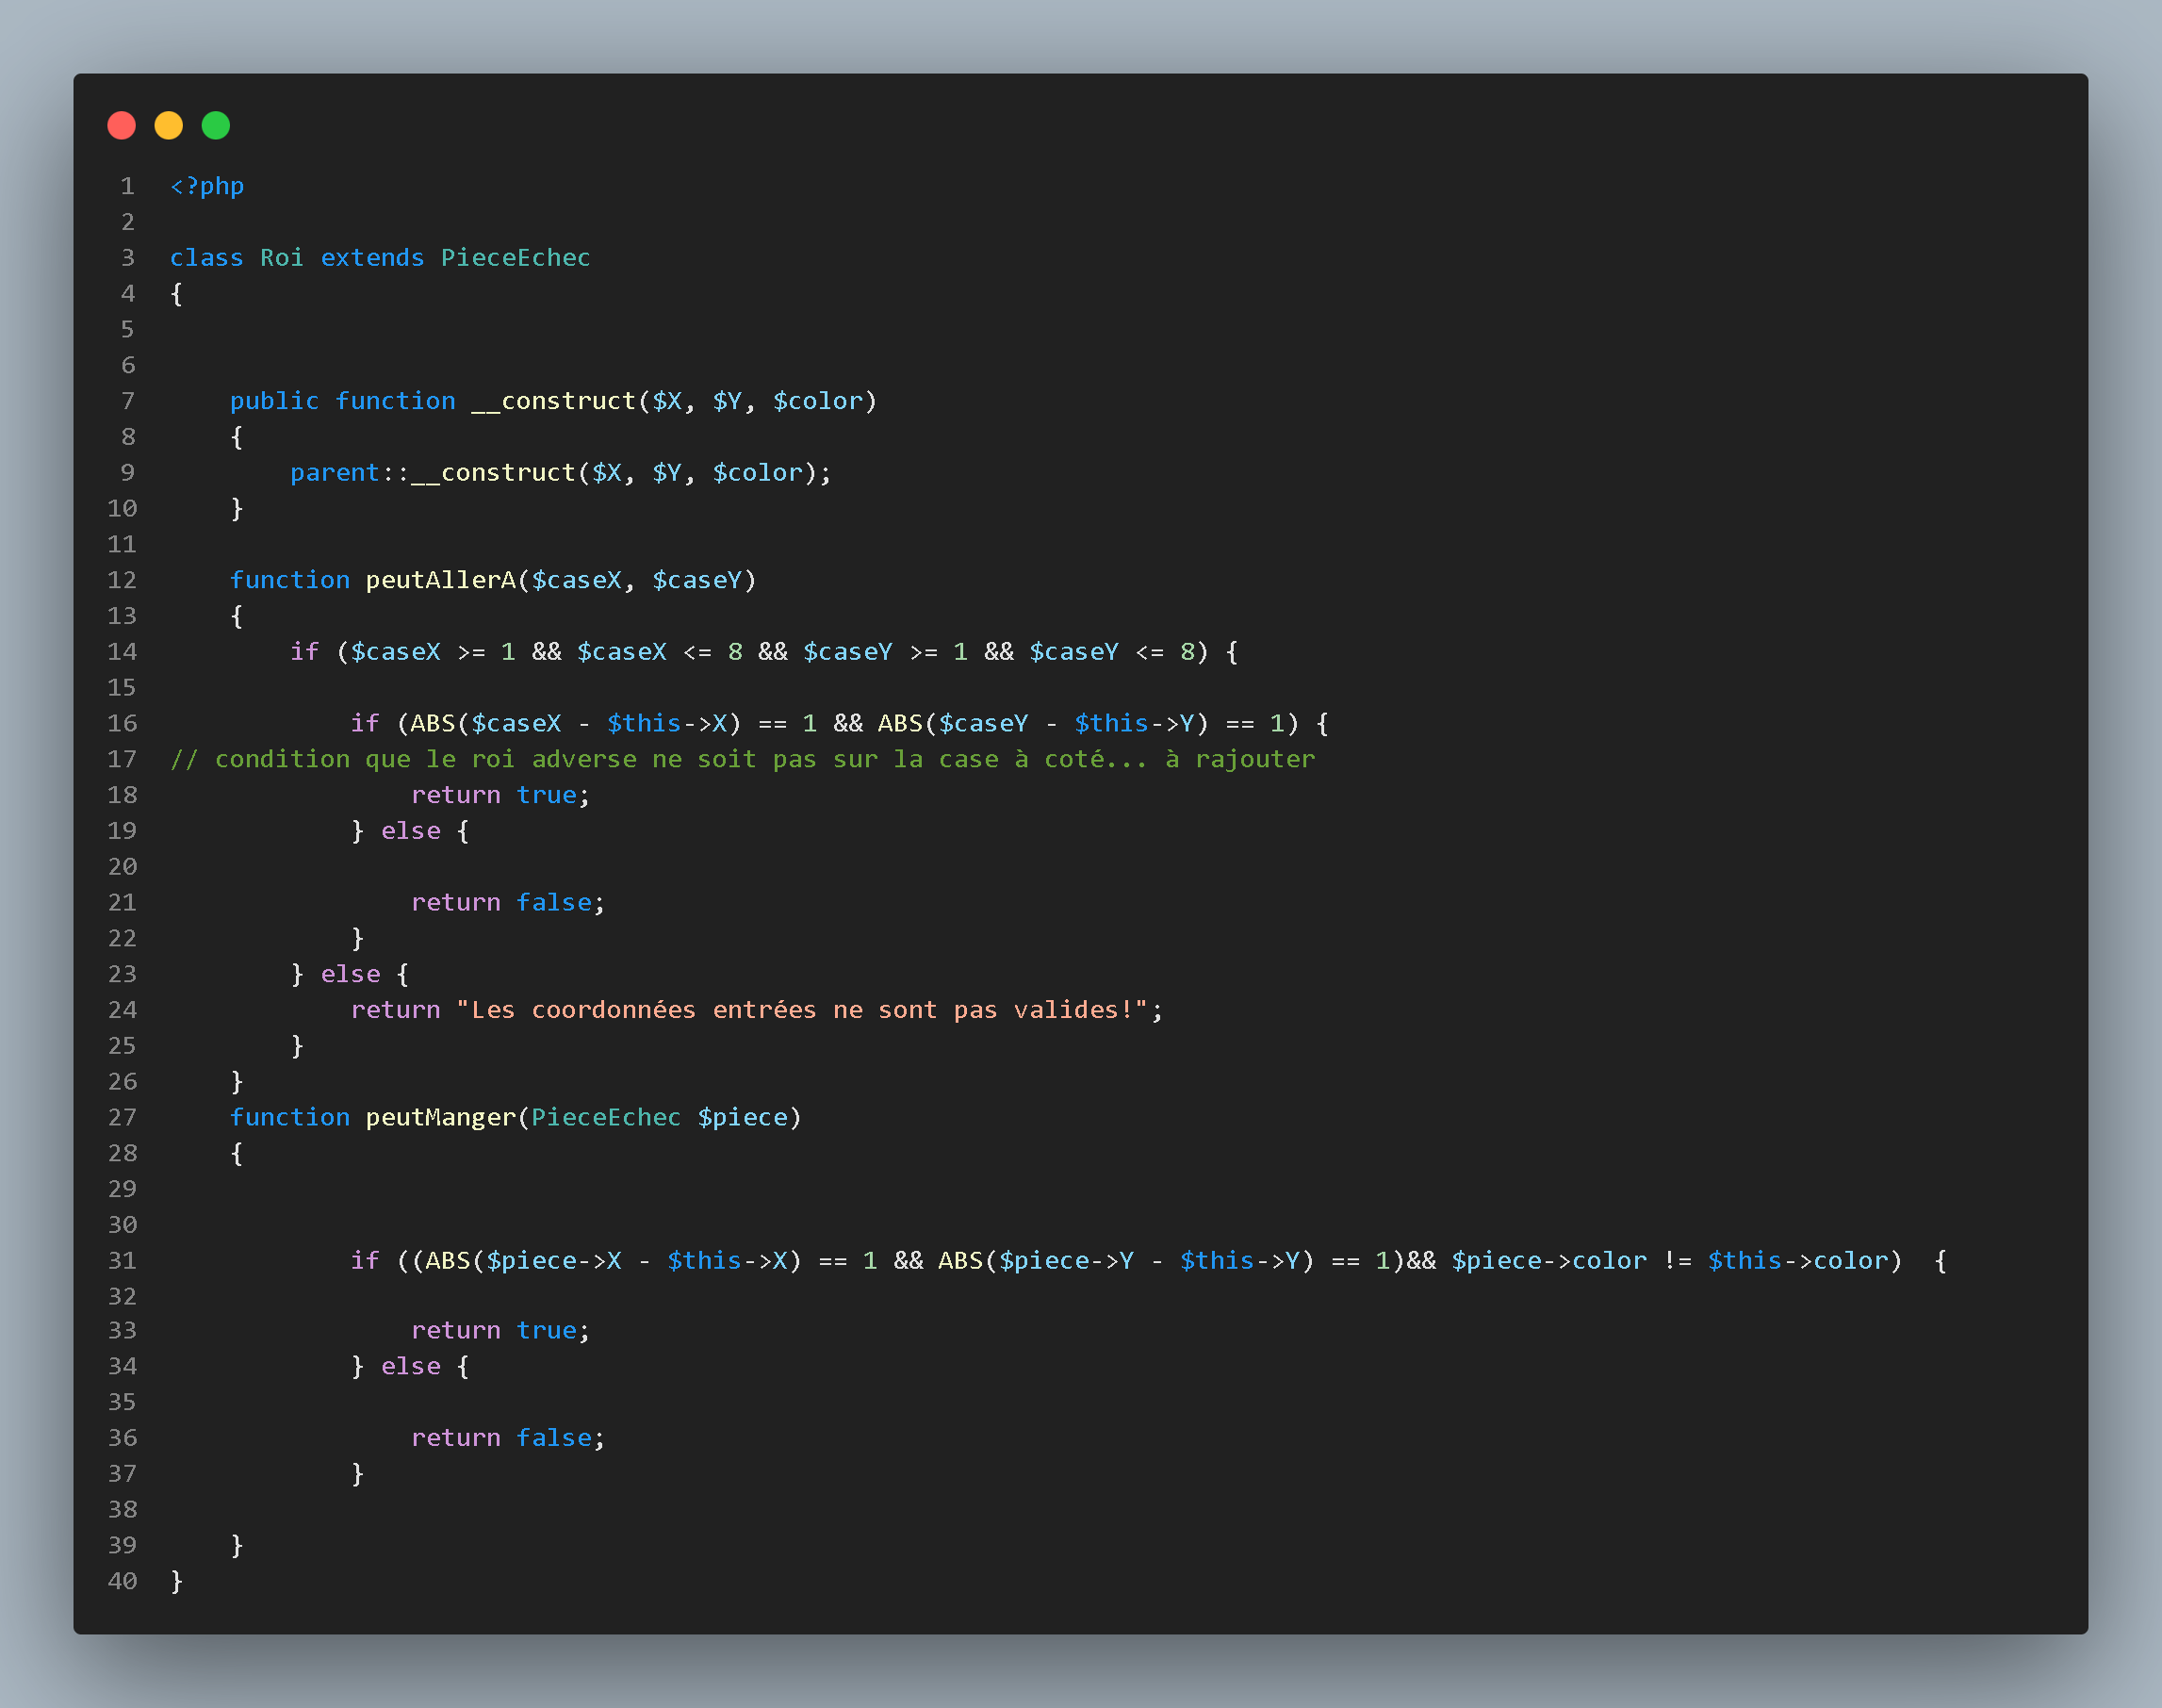 1 <?php
2
3 class Roi extends PieceEchec
4 {
5
6
7     public function __construct($X, $Y, $color)
8     {
9         parent::__construct($X, $Y, $color);
10     }
11
12     function peutAllerA($caseX, $caseY)
13     {
14         if ($caseX >= 1 && $caseX <= 8 && $caseY >= 1 && $caseY <= 8) {
15
16             if (ABS($caseX - $this->X) == 1 && ABS($caseY - $this->Y) == 1) {
17 // condition que le roi adverse ne soit pas sur la case à coté... à rajouter
18                 return true;
19             } else {
20
21                 return false;
22             }
23         } else {
24             return "Les coordonnées entrées ne sont pas valides!";
25         }
26     }
27     function peutManger(PieceEchec $piece)
28     {
29
30
31             if ((ABS($piece->X - $this->X) == 1 && ABS($piece->Y - $this->Y) == 1)&& $piece->color != $this->color)  {
32
33                 return true;
34             } else {
35
36                 return false;
37             }
38
39     }
40 }